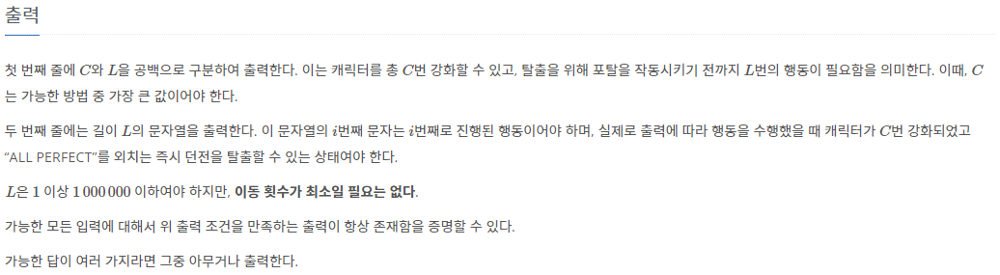 출력
첫 번째 줄에 C와 L을 공백으로 구분하여 출력한다. 이는 캐릭터를 총 C번 강화할 수 있고, 탈출을 위해 포탈을 작동시키기 전까지 L번의 행동이 필요함을 의미한다. 이때, C
는 가능한 방법 중 가장 큰 값이어야 한다.
두 번째 줄에는 길이 L의 문자열을 출력한다. 이 문자열의 i번째 문자는 i번째로 진행된 행동이어야 하며, 실제로 출력에 따라 행동을 수행했을 때 캐릭터가 C번 강화되었고
“ALL PERFECT”를 외치는 즉시 던전을 탈출할 수 있는 상태여야 한다.
L은 1 이상 1 000 000 이하여야 하지만, 이동 횟수가 최소일 필요는 없다.
가능한 모든 입력에 대해서 위 출력 조건을 만족하는 출력이 항상 존재함을 증명할 수 있다.
가능한 답이 여러 가지라면 그중 아무거나 출력한다.